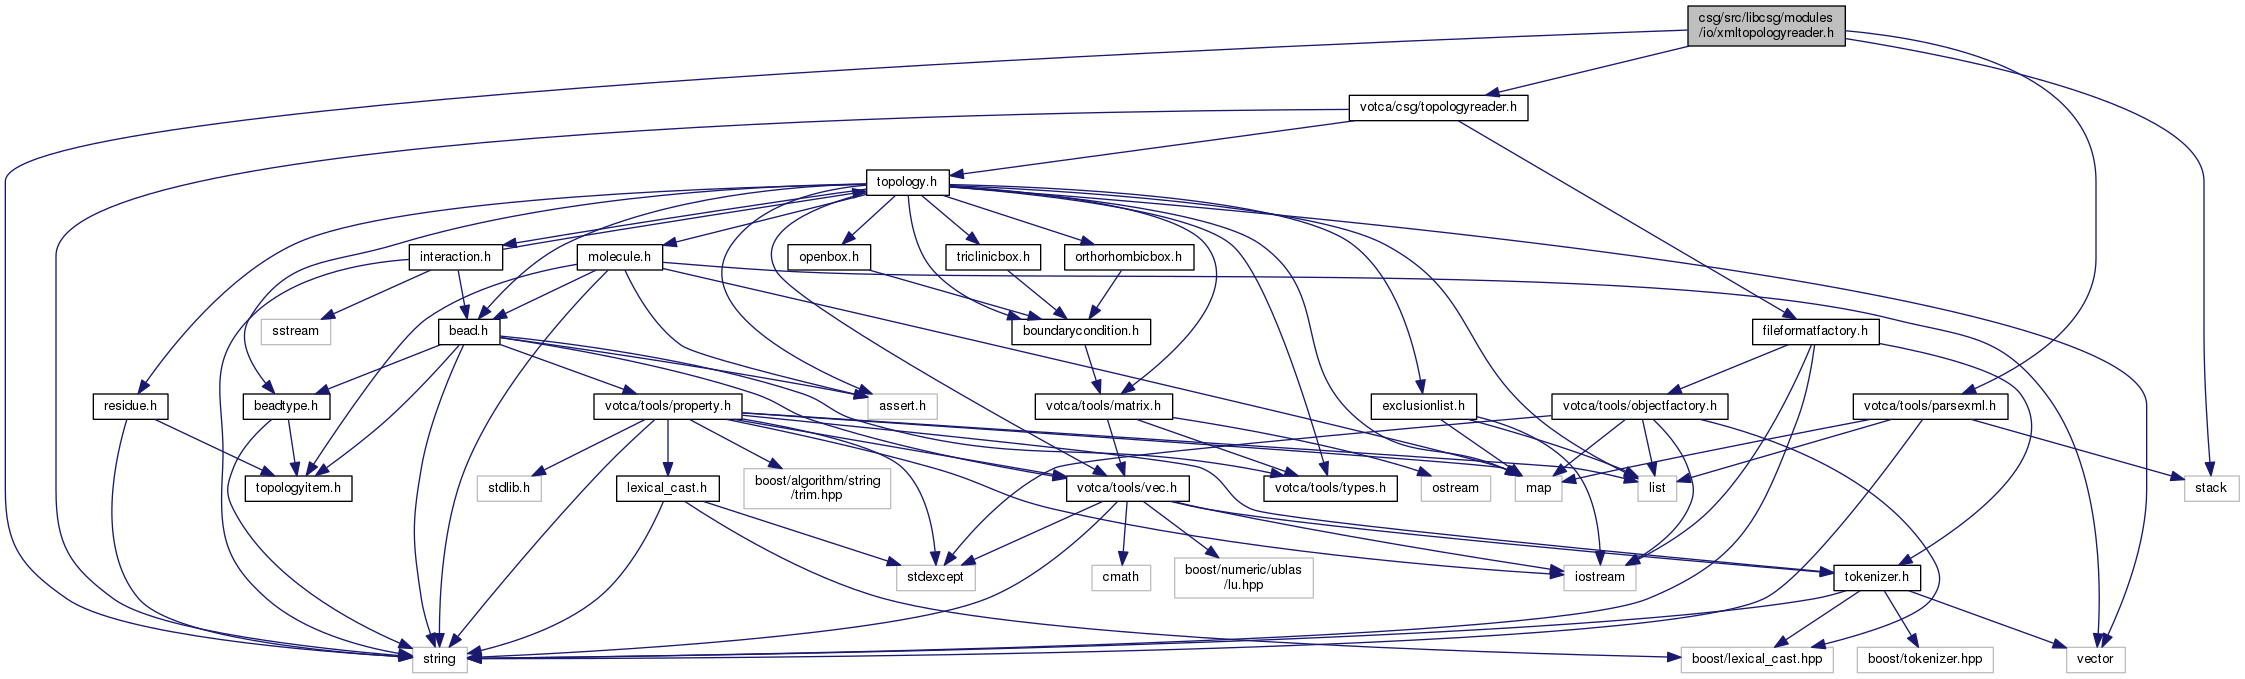 csg/src/libcsg/modules
/io/xmltopologyreader.h
votca/csg/topologyreader.h
topology.h
interaction.h
molecule.h
openbox.h
triclinicbox.h
orthorhombicbox.h
sstream
bead.h
boundarycondition.h
fileformatfactory.h
residue.h
beadtype.h
votca/tools/property.h
assert.h
votca/tools/matrix.h
exclusionlist.h
votca/tools/objectfactory.h
votca/tools/parsexml.h
topologyitem.h
stdlib.h
lexical_cast.h
boost/algorithm/string
/trim.hpp
votca/tools/vec.h
votca/tools/types.h
ostream
map
list
stack
stdexcept
cmath
boost/numeric/ublas
/lu.hpp
iostream
tokenizer.h
string
boost/lexical_cast.hpp
boost/tokenizer.hpp
vector